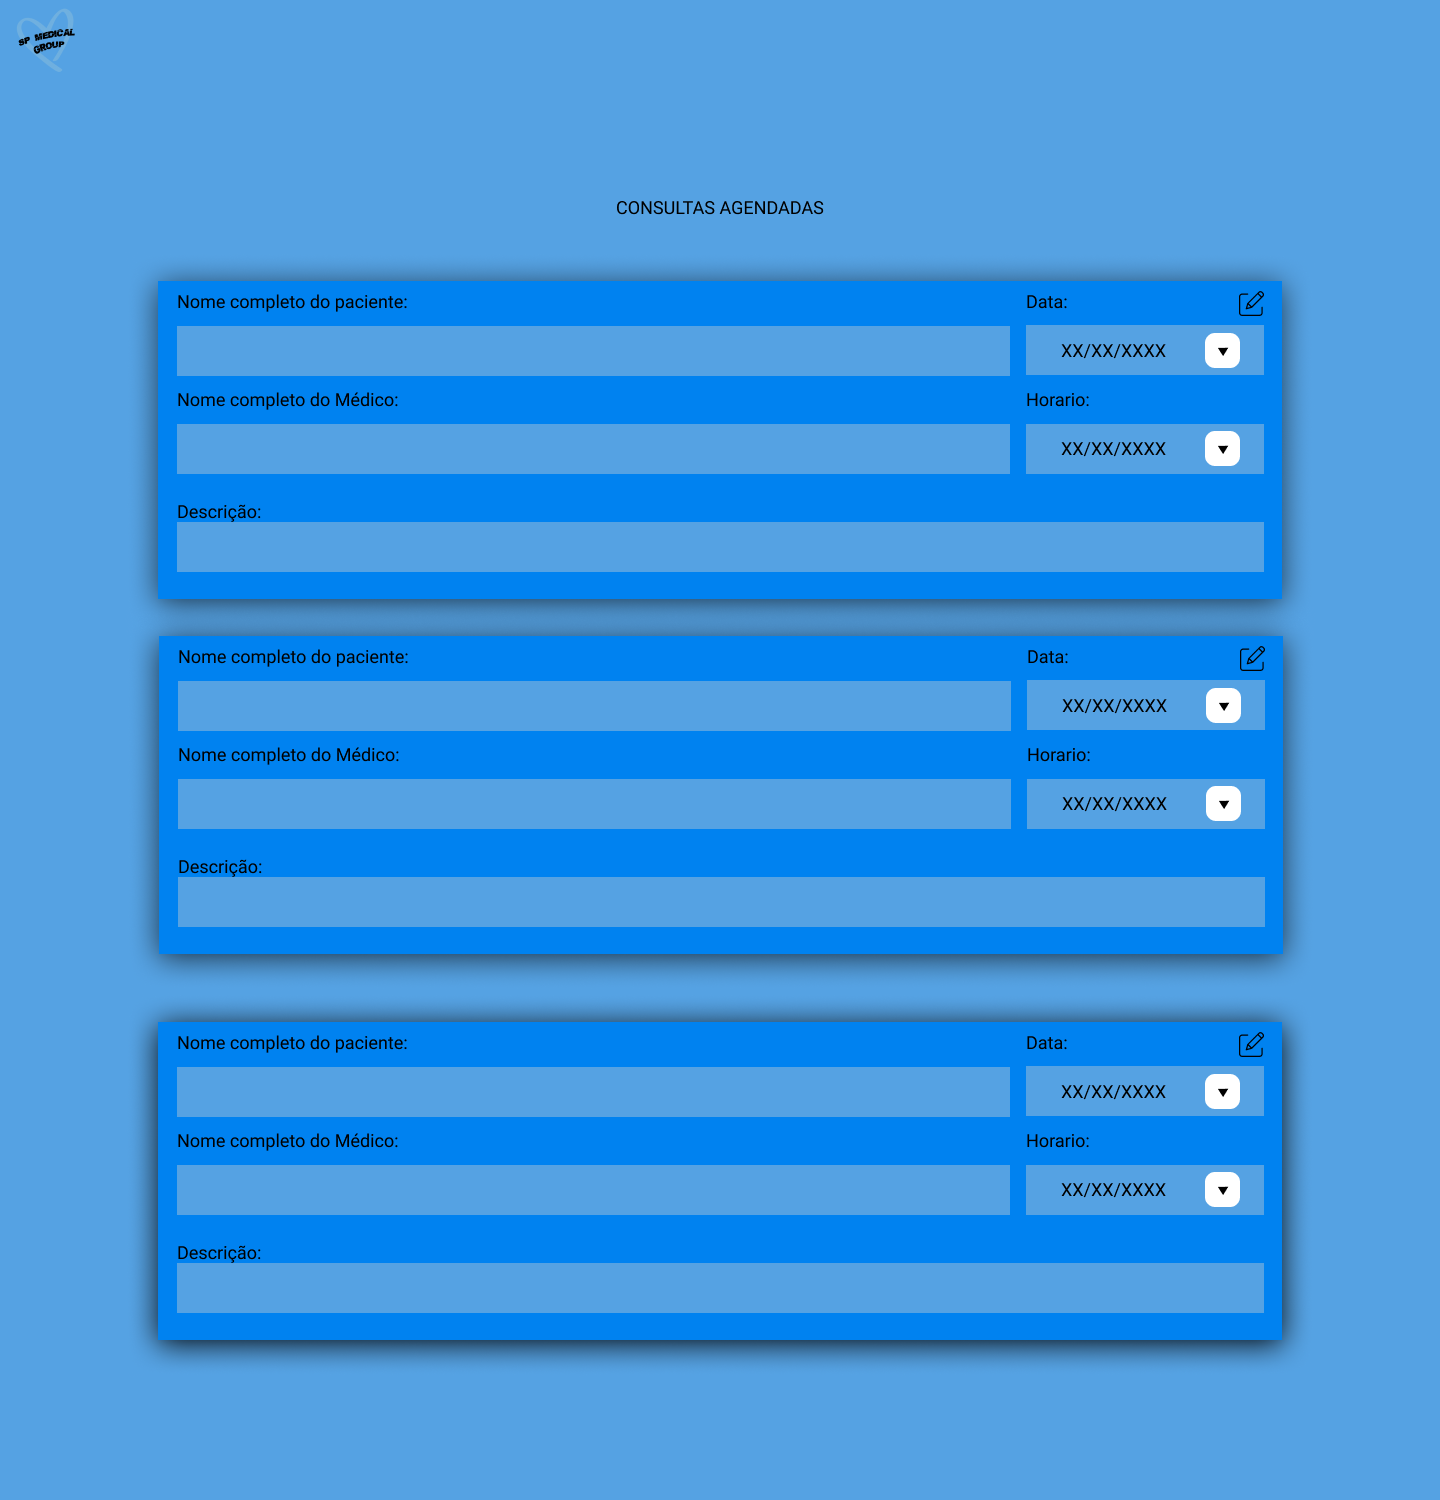 SP MEDICAL
GROUP
CONSULTAS AGENDADAS
Nome completo do paciente:
Data:
XX/XX/XXXX
Nome completo do Médico:
Horario:
XX/XX/XXXX
Descrição:
Nome completo do paciente:
Data:
XX/XX/XXXX
Nome completo do Médico:
Horario:
XX/XX/XXXX
Descrição:
Nome completo do paciente:
Data:
XX/XX/XXXX
Nome completo do Médico:
Horario:
XX/XX/XXXX
Descrição: